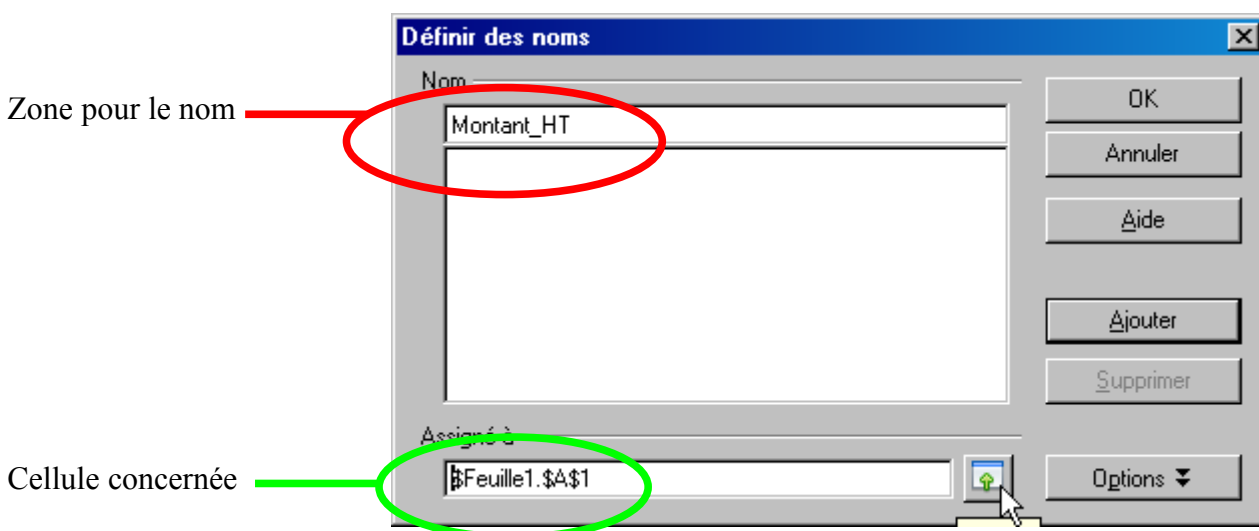 Définir des noms
Nom
Zone pour le nom
Montant_HT
OK
Annuler
Aide
Ajouter
Supprimer
Assigné à
Cellule concernée
$Feuille1.$A$1
Options